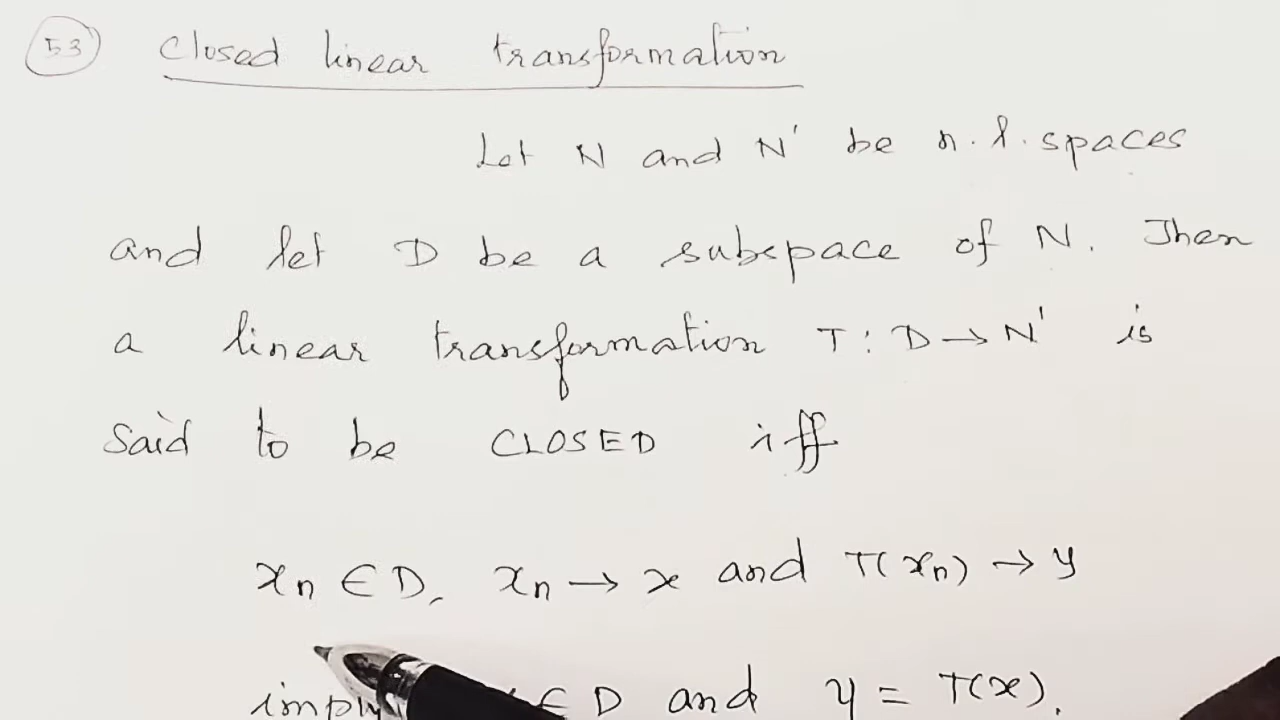 53 Closed linear transformation
Let N and N' be n.l. spaces
and let D be a subspace of N. Then
a linear transformation T : D → N' is
said to be CLOSED iff
xn ∈ D, xn → x and T(xn) → y
imply ∈ D and y = T(x).